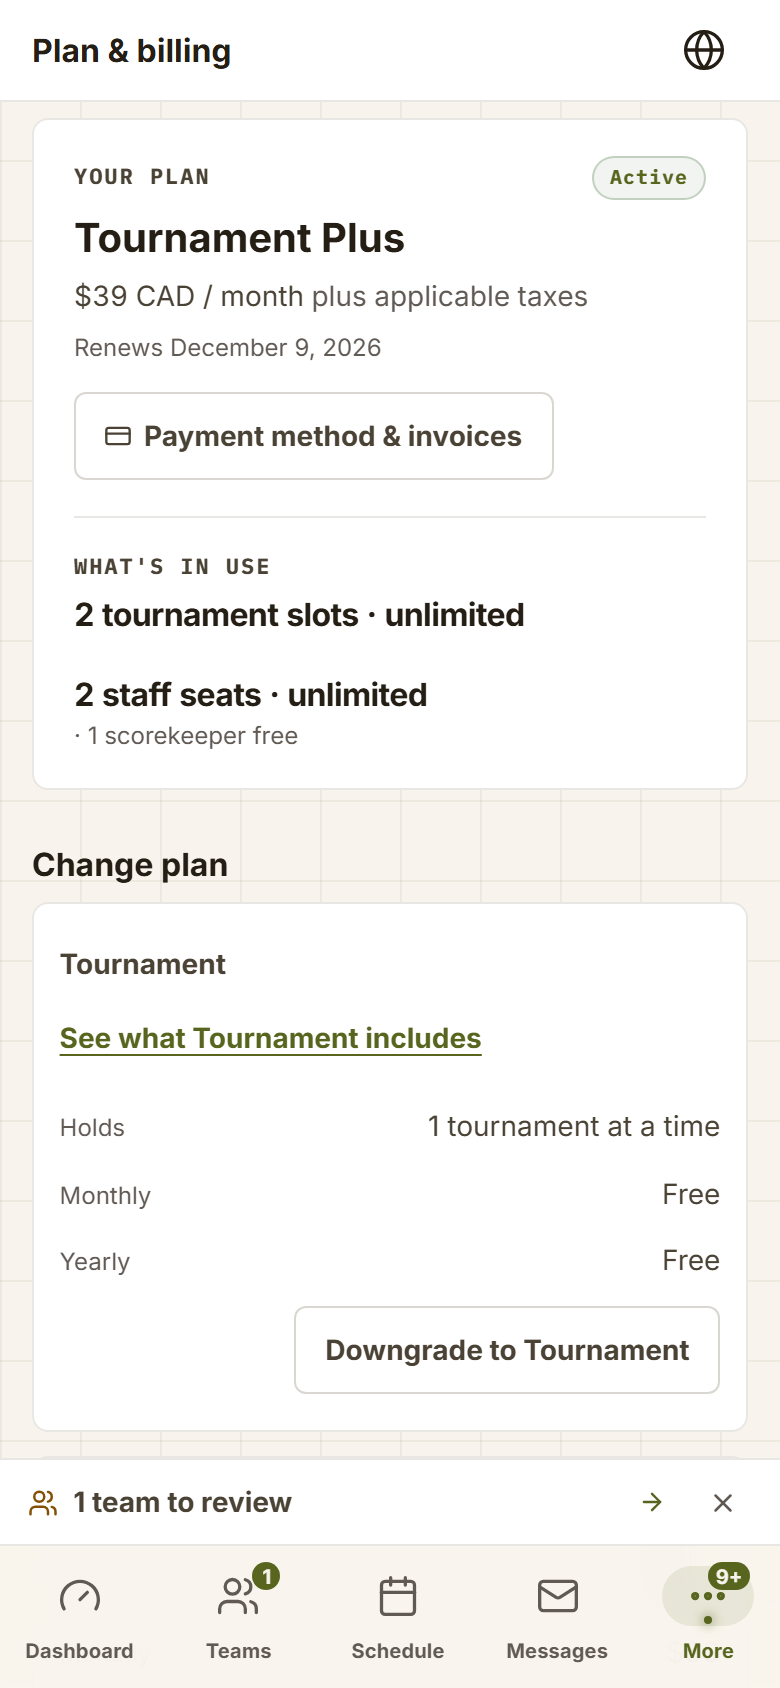 Plan & billing
YOUR PLAN
Active
Tournament Plus
$39 CAD / month plus applicable taxes
Renews December 9, 2026
Payment method & invoices
WHAT'S IN USE
2 tournament slots · unlimited
2 staff seats · unlimited
· 1 scorekeeper free
Change plan
Tournament
See what Tournament includes
Holds 1 tournament at a time
Monthly Free
Yearly Free
Downgrade to Tournament
1 team to review
1 9+
Dashboard Teams Schedule Messages More